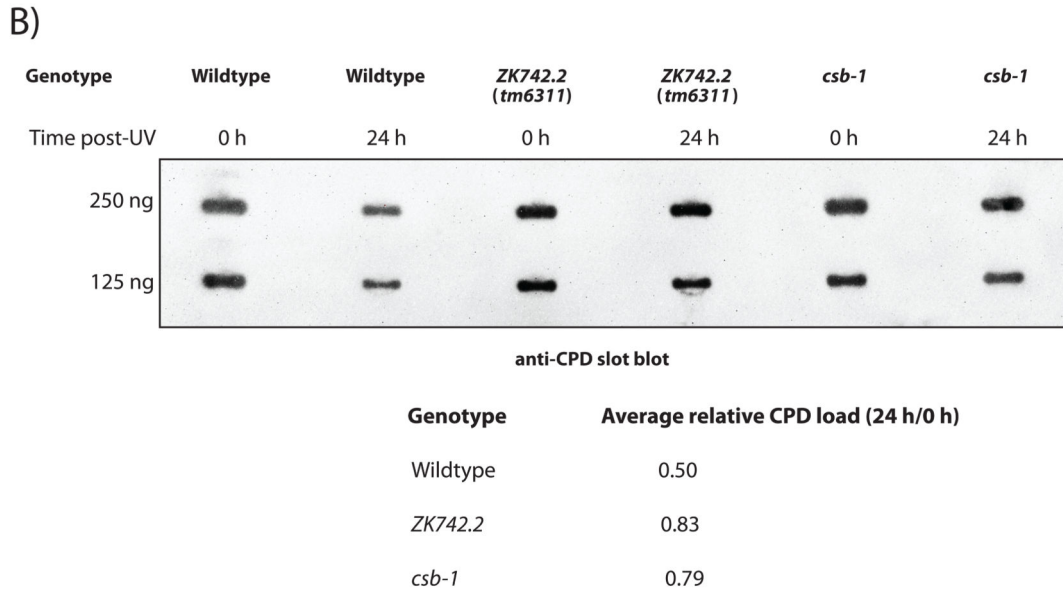 B)
Genotype Wildtype Wildtype ZK742.2 ZK742.2 csb-1 csb-1
(tm6311) (tm6311)
Time post-UV 0 h 24 h 0 h 24 h 0 h 24 h
250 ng
125 ng
anti-CPD slot blot
Genotype Average relative CPD load (24 h/0 h)
Wildtype 0.50
ZK742.2 0.83
csb-1 0.79